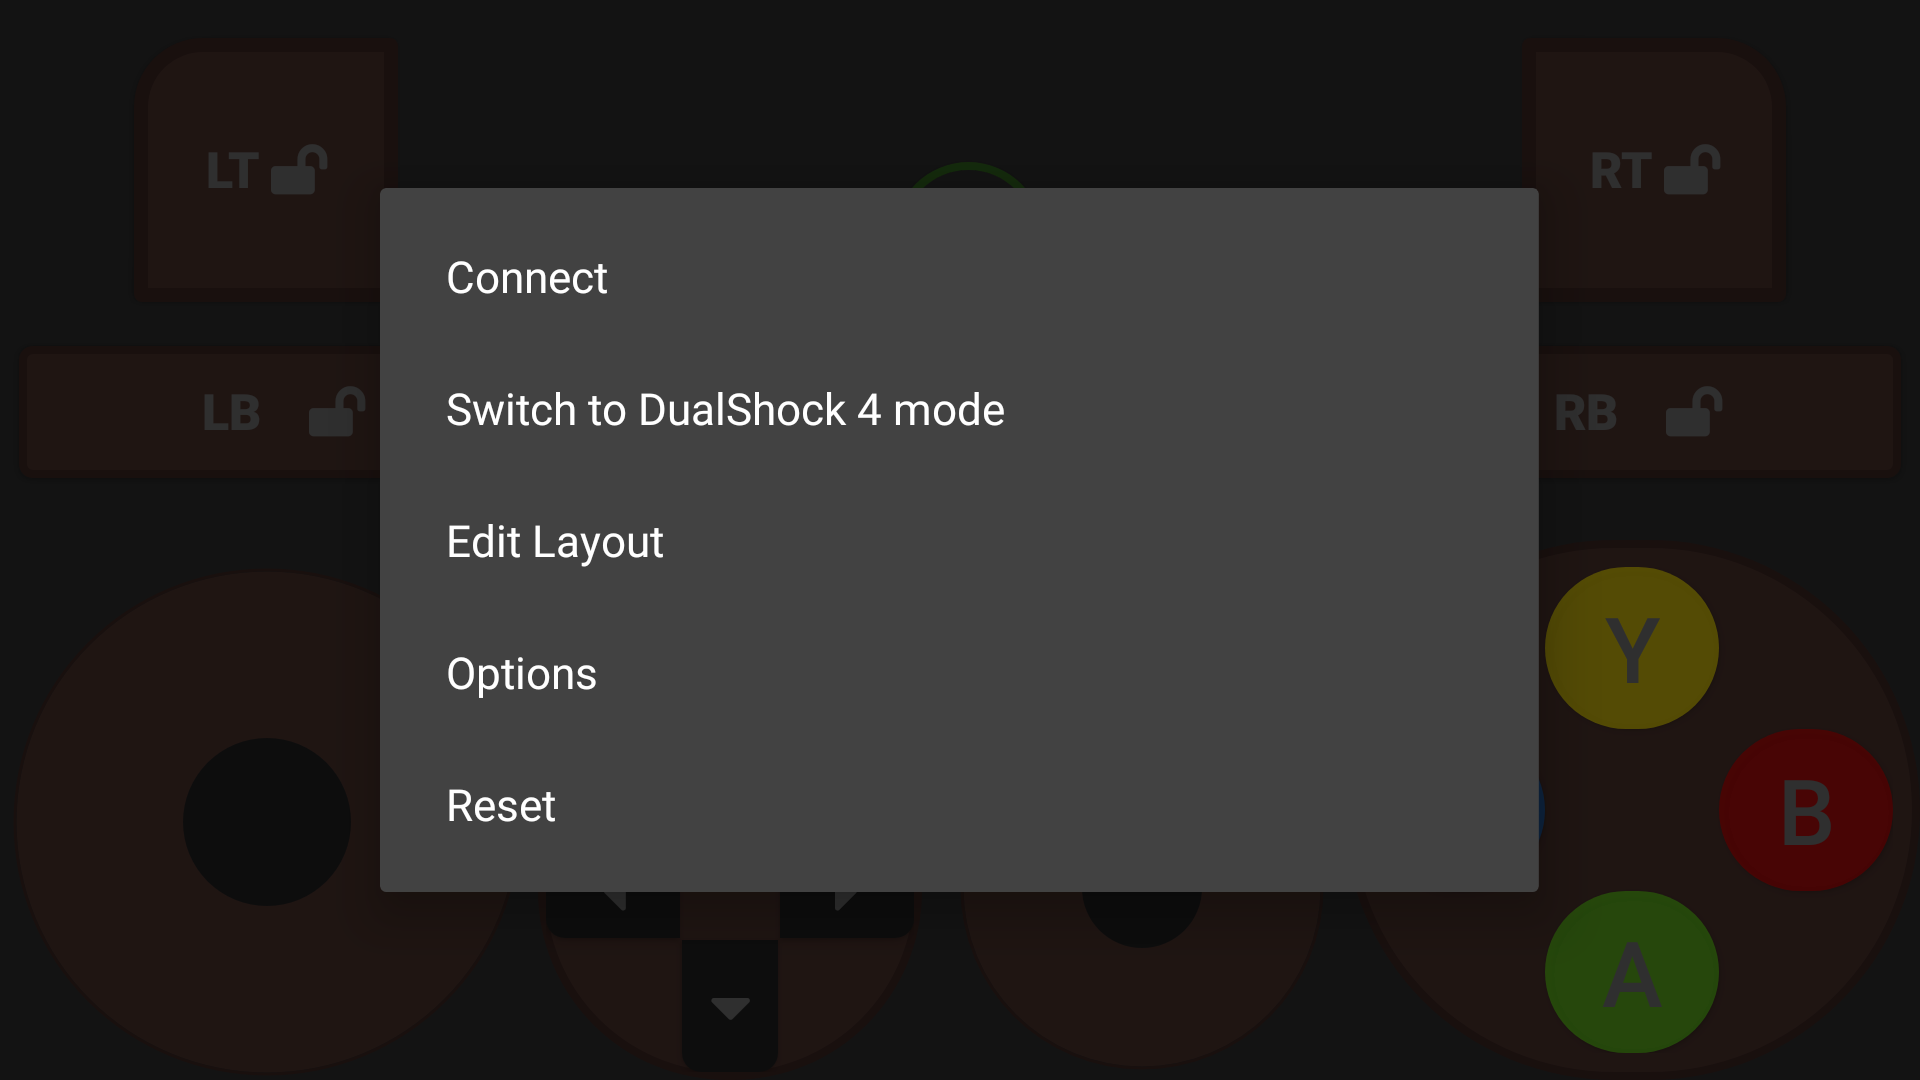 LT
RT
Connect
Switch to DualShock 4 mode
LB
RB
Edit Layout
Y
Options
Reset
B
A